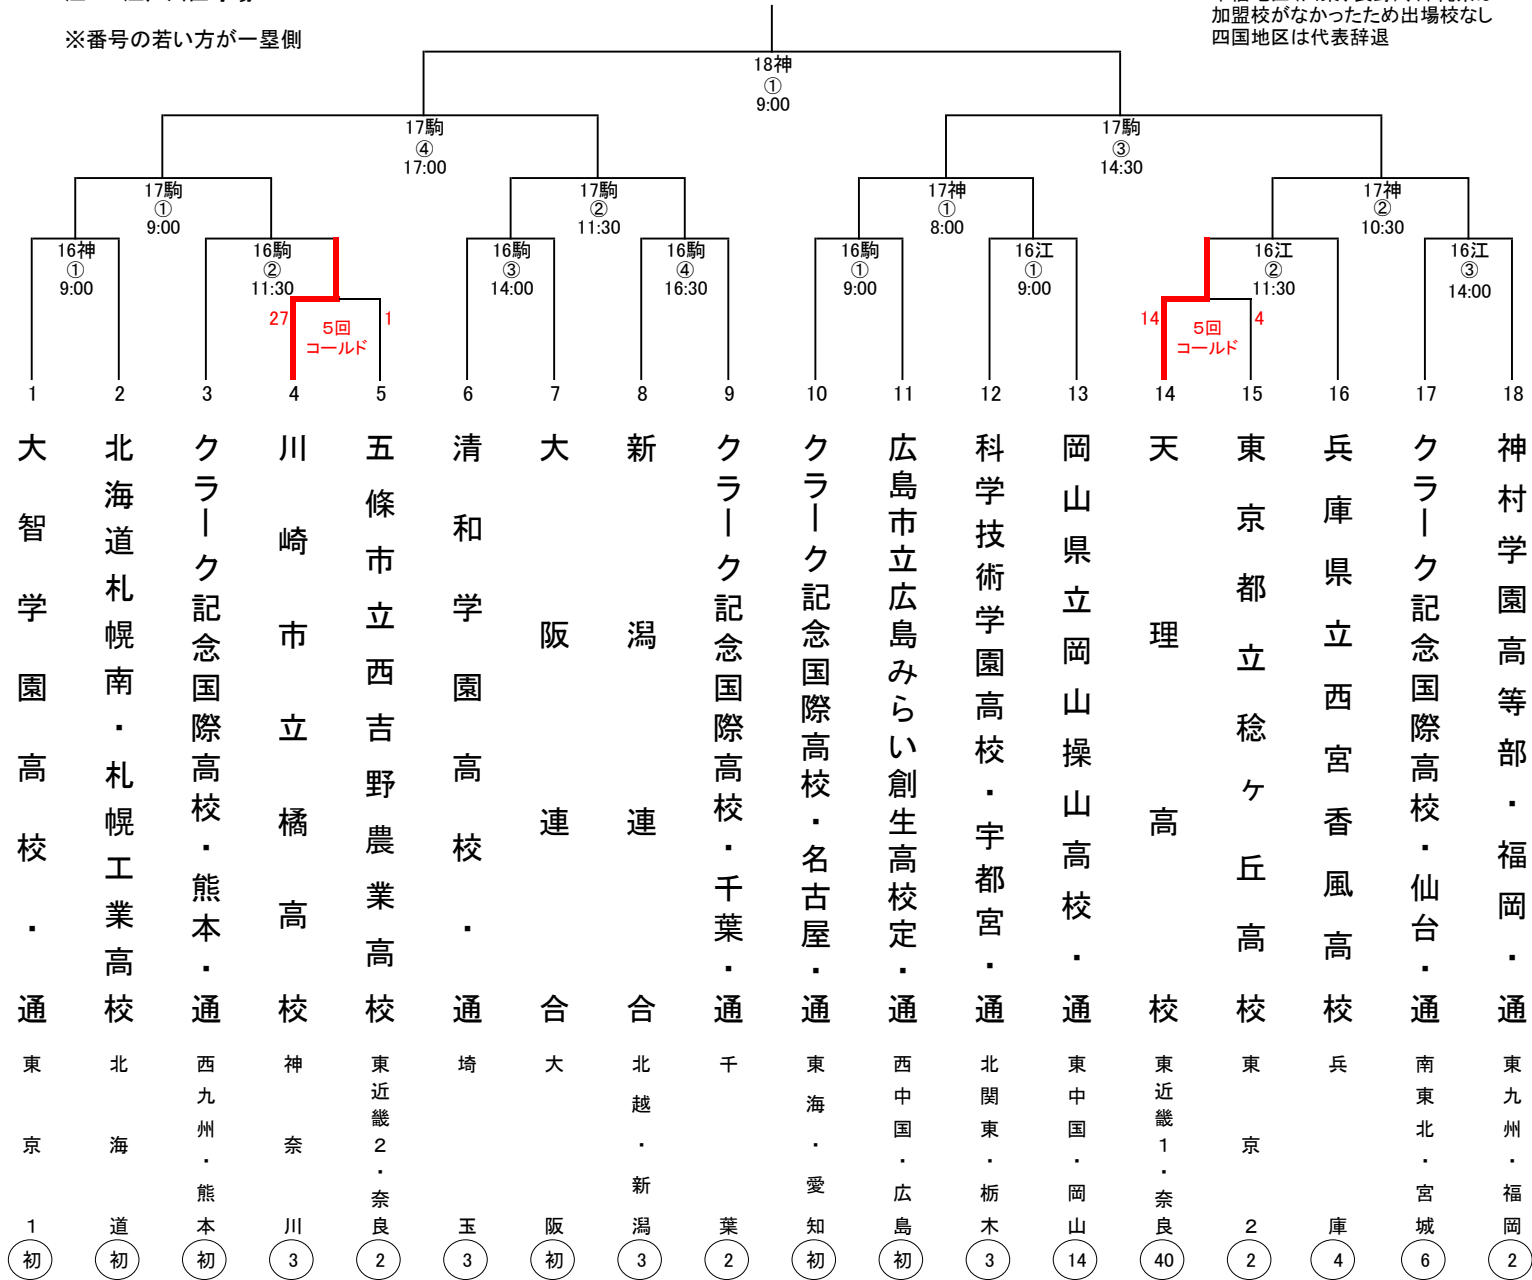 ※番号の若い方が一塁側
加盟校がなかったため出場校なし
四国地区は代表辞退
18神
①
9:00
17駒
④
17:00
17駒
③
14:30
17駒
①
9:00
17駒
②
11:30
17神
①
8:00
17神
②
10:30
16神
①
9:00
16駒
②
11:30
16駒
③
14:00
16駒
④
16:30
16駒
①
9:00
16江
①
9:00
16江
②
11:30
16江
③
14:00
27
5回
コールド
1
14
5回
コールド
4
1
2
3
4
5
6
7
8
9
10
11
12
13
14
15
16
17
18
大智学園高校・通
北海道札幌南・札幌工業高校
クラーク記念国際高校・熊本・通
川崎市立橘高校
五條市立西吉野農業高校
清和学園高校・通
大阪連合
新潟連合
クラーク記念国際高校・千葉・通
クラーク記念国際高校・名古屋・通
広島市立広島みらい創生高校定・通
科学技術学園高校・宇都宮・通
岡山県立岡山操山高校・通
天理高校
東京都立稔ヶ丘高校
兵庫県立西宮香風高校
クラーク記念国際高校・仙台・通
神村学園高等部・福岡・通
東京1
北海道
西九州・熊本
神奈川
東近畿2・奈良
埼玉
大阪
北越・新潟
千葉
東海・愛知
西中国・広島
北関東・栃木
東中国・岡山
東近畿1・奈良
東京2
兵庫
南東北・宮城
東九州・福岡
初
初
初
3
2
3
初
3
2
初
初
3
14
40
2
4
6
2